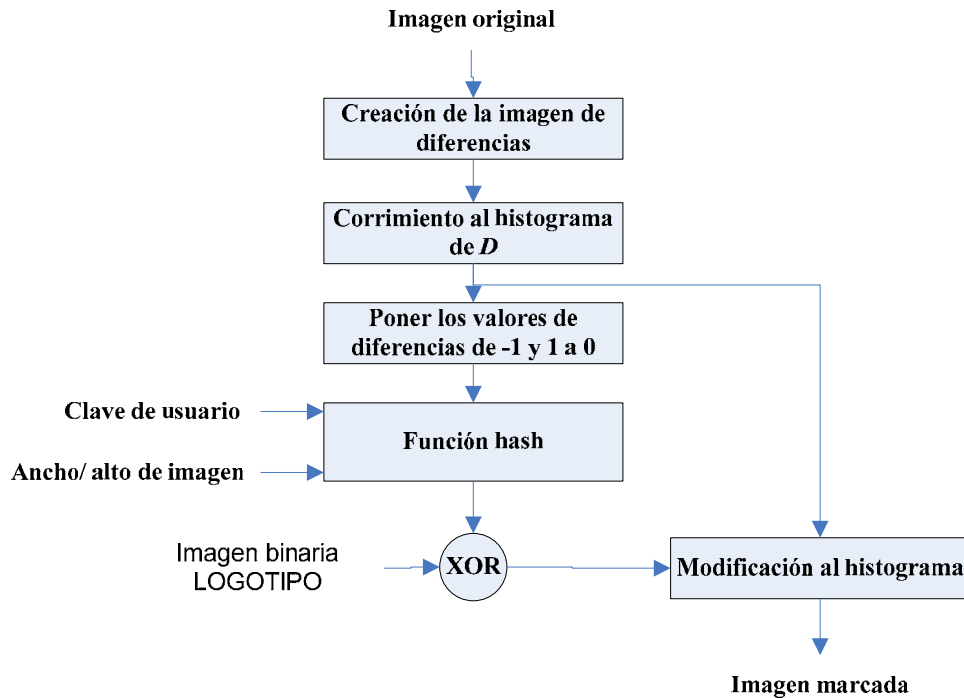 Imagen original
Creación de la imagen de
diferencias
Corrimiento al histograma
de D
Poner los valores de
diferencias de -1 y 1 a 0
Clave de usuario
Función hash
Ancho/ alto de imagen
Imagen binaria
LOGOTIPO
XOR
Modificación al histograma
Imagen marcada